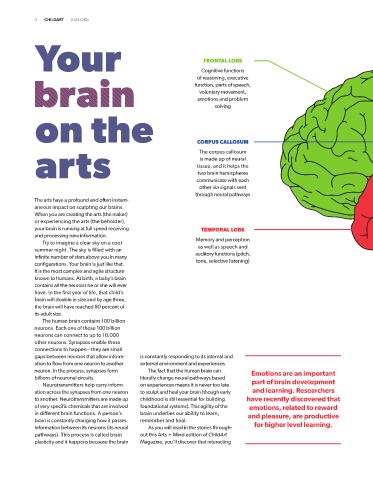 4 CHILDART
Your
brain
on the
arts
The arts have a profound and often instant-
aneous impact on sculpting our brains.
When you are creating the arts (the maker)
or experiencing the arts (the beholder),
your brain is running at full speed receiving
and processing new information.
Try to imagine a clear sky on a cool
summer night. The sky is filled with an
infinite number of stars above you in many
configurations. Your brain is just like that.
It is the most complex and agile structure
known to humans. At birth, a baby's brain
contains all the neurons he or she will ever
have. In the first year of life, that child's
brain will double in size and by age three,
the brain will have reached 80 percent of
its adult size.
The human brain contains 100 billion
neurons. Each one of those 100 billion
neurons can connect to up to 10,000
other neurons. Synapses enable those
connections to happen—they are small
gaps between neurons that allow inform-
ation to flow from one neuron to another
neuron. In the process, synapses form
billions of neuronal circuits.
Neurotransmitters help carry inform-
ation across the synapses from one neuron
to another. Neurotransmitters are made up
of very specific chemicals that are involved
in different brain functions. A person's
brain is constantly changing how it passes
information between its neurons (its neural
pathways). This process is called brain
plasticity and it happens because the brain
is constantly responding to its internal and
external environment and experiences.
The fact that the human brain can
literally change neural pathways based
on experiences means it is never too late
to sculpt and heal your brain (though early
childhood is still essential for building
foundational systems). This agility of the
brain underlies our ability to learn,
remember and heal.
As you will read in the stories through-
out this Arts + Mind edition of ChildArt
Magazine, you'll discover that interacting
FRONTAL LOBE
Cognitive functions
of reasoning, executive
function, parts of speech,
voluntary movement,
emotions and problem
solving
CORPUS CALLOSUM
The corpus callosum
is made up of neural
tissue, and it helps the
two brain hemispheres
communicate with each
other via signals sent
through neural pathways
TEMPORAL LOBE
Memory and perception
as well as speech and
auditory functions (pitch,
tone, selective listening)
Emotions are an important
part of brain development
and learning. Researchers
have recently discovered that
emotions, related to reward
and pleasure, are productive
for higher level learning.